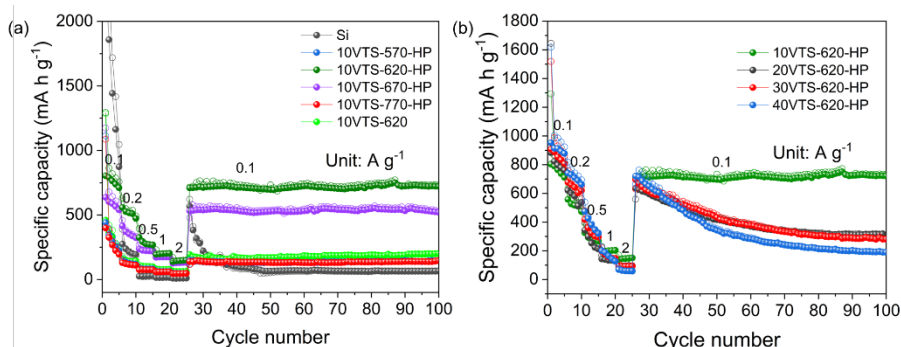 (a)
Specific capacity (mA h g⁻¹)
2000
1500
1000
500
0
0.1
0.2
0.5
1
2
0.1
Unit: A g⁻¹
Si
10VTS-570-HP
10VTS-620-HP
10VTS-670-HP
10VTS-770-HP
10VTS-620
0 10 20 30 40 50 60 70 80 90 100
Cycle number
(b)
Specific capacity (mA h g⁻¹)
1800
1600
1400
1200
1000
800
600
400
200
0
0.1
0.2
0.5
1
2
0.1
Unit: A g⁻¹
10VTS-620-HP
20VTS-620-HP
30VTS-620-HP
40VTS-620-HP
0 10 20 30 40 50 60 70 80 90 100
Cycle number